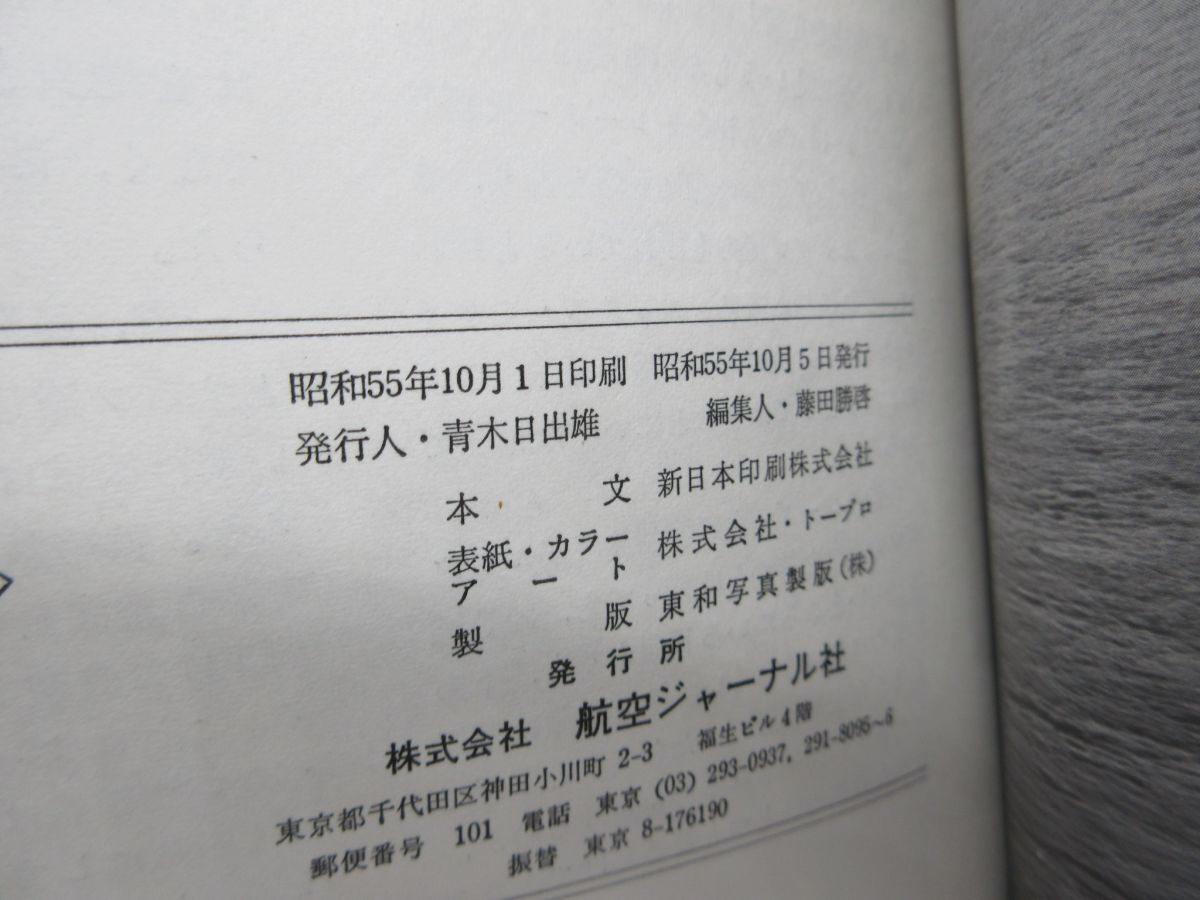 昭和55年10月1日印刷 昭和55年10月5日発行
発行人・青木日出雄 編集人・藤田勝啓
本文 新日本印刷株式会社
表紙・カラー
アート 株式会社・トープロ
製版 東和写真製版(株)
発行所
株式会社 航空ジャーナル社
東京都千代田区神田小川町 2-3 福生ビル4階
郵便番号 101 電話 東京 (03) 293-0937, 291-8095~6
振替 東京 8-176190